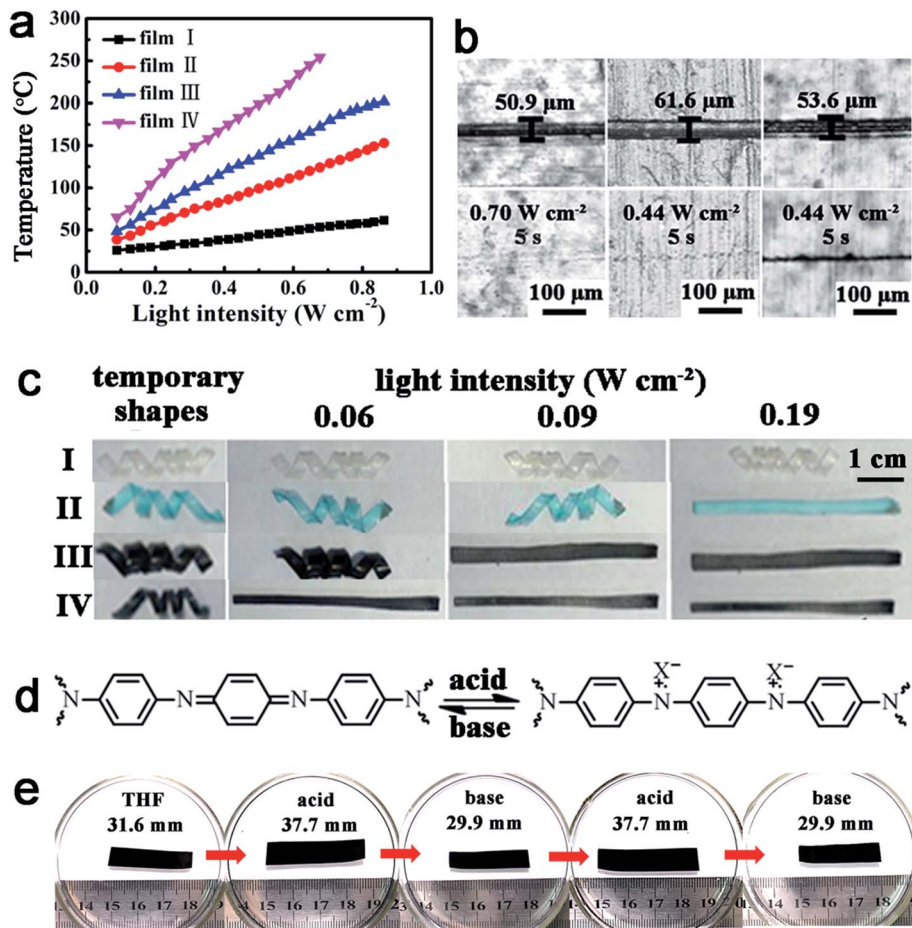 a
300
250
200
150
100
50
0
Temperature (°C)
film I
film II
film III
film IV
0.0 0.2 0.4 0.6 0.8 1.0
Light intensity (W cm-2)
b
50.9 μm 61.6 μm 53.6 μm
0.70 W cm-2 0.44 W cm-2 0.44 W cm-2
5 s 5 s 5 s
100 μm 100 μm 100 μm
c
temporary light intensity (W cm-2)
shapes 0.06 0.09 0.19
I
1 cm
II
III
IV
d
X- X-
N N N N acid N N N N
base
e
THF acid base acid base
31.6 mm 37.7 mm 29.9 mm 37.7 mm 29.9 mm